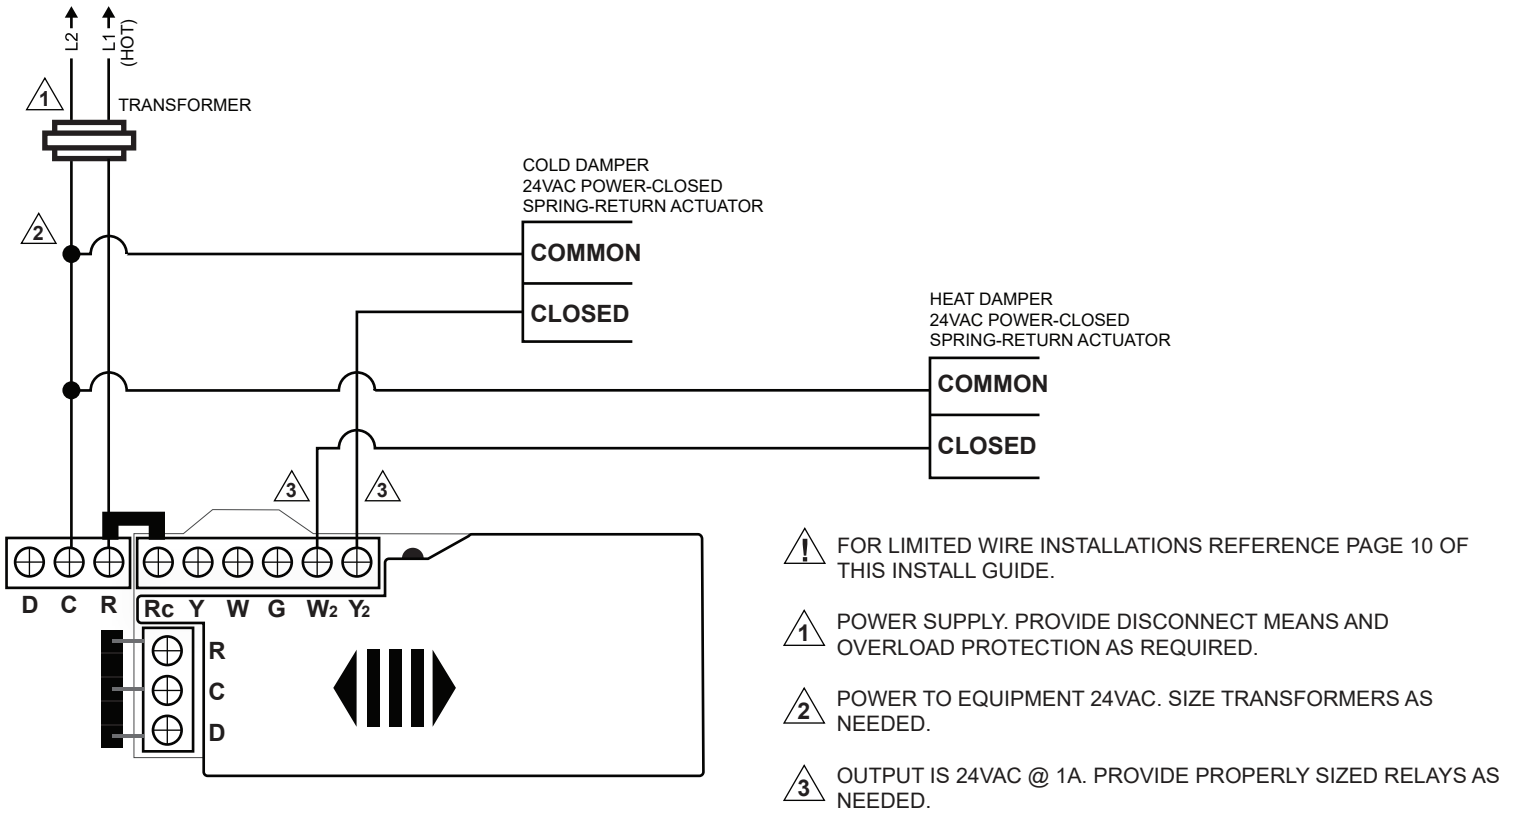 L2
L1
(HOT)
1
TRANSFORMER
COLD DAMPER
24VAC POWER-CLOSED
SPRING-RETURN ACTUATOR
2
COMMON
CLOSED
HEAT DAMPER
24VAC POWER-CLOSED
SPRING-RETURN ACTUATOR
COMMON
CLOSED
3
3
D C R Rc Y W G W2 Y2
R
C
D
! FOR LIMITED WIRE INSTALLATIONS REFERENCE PAGE 10 OF
THIS INSTALL GUIDE.
1 POWER SUPPLY. PROVIDE DISCONNECT MEANS AND
OVERLOAD PROTECTION AS REQUIRED.
2 POWER TO EQUIPMENT 24VAC. SIZE TRANSFORMERS AS
NEEDED.
3 OUTPUT IS 24VAC @ 1A. PROVIDE PROPERLY SIZED RELAYS AS
NEEDED.